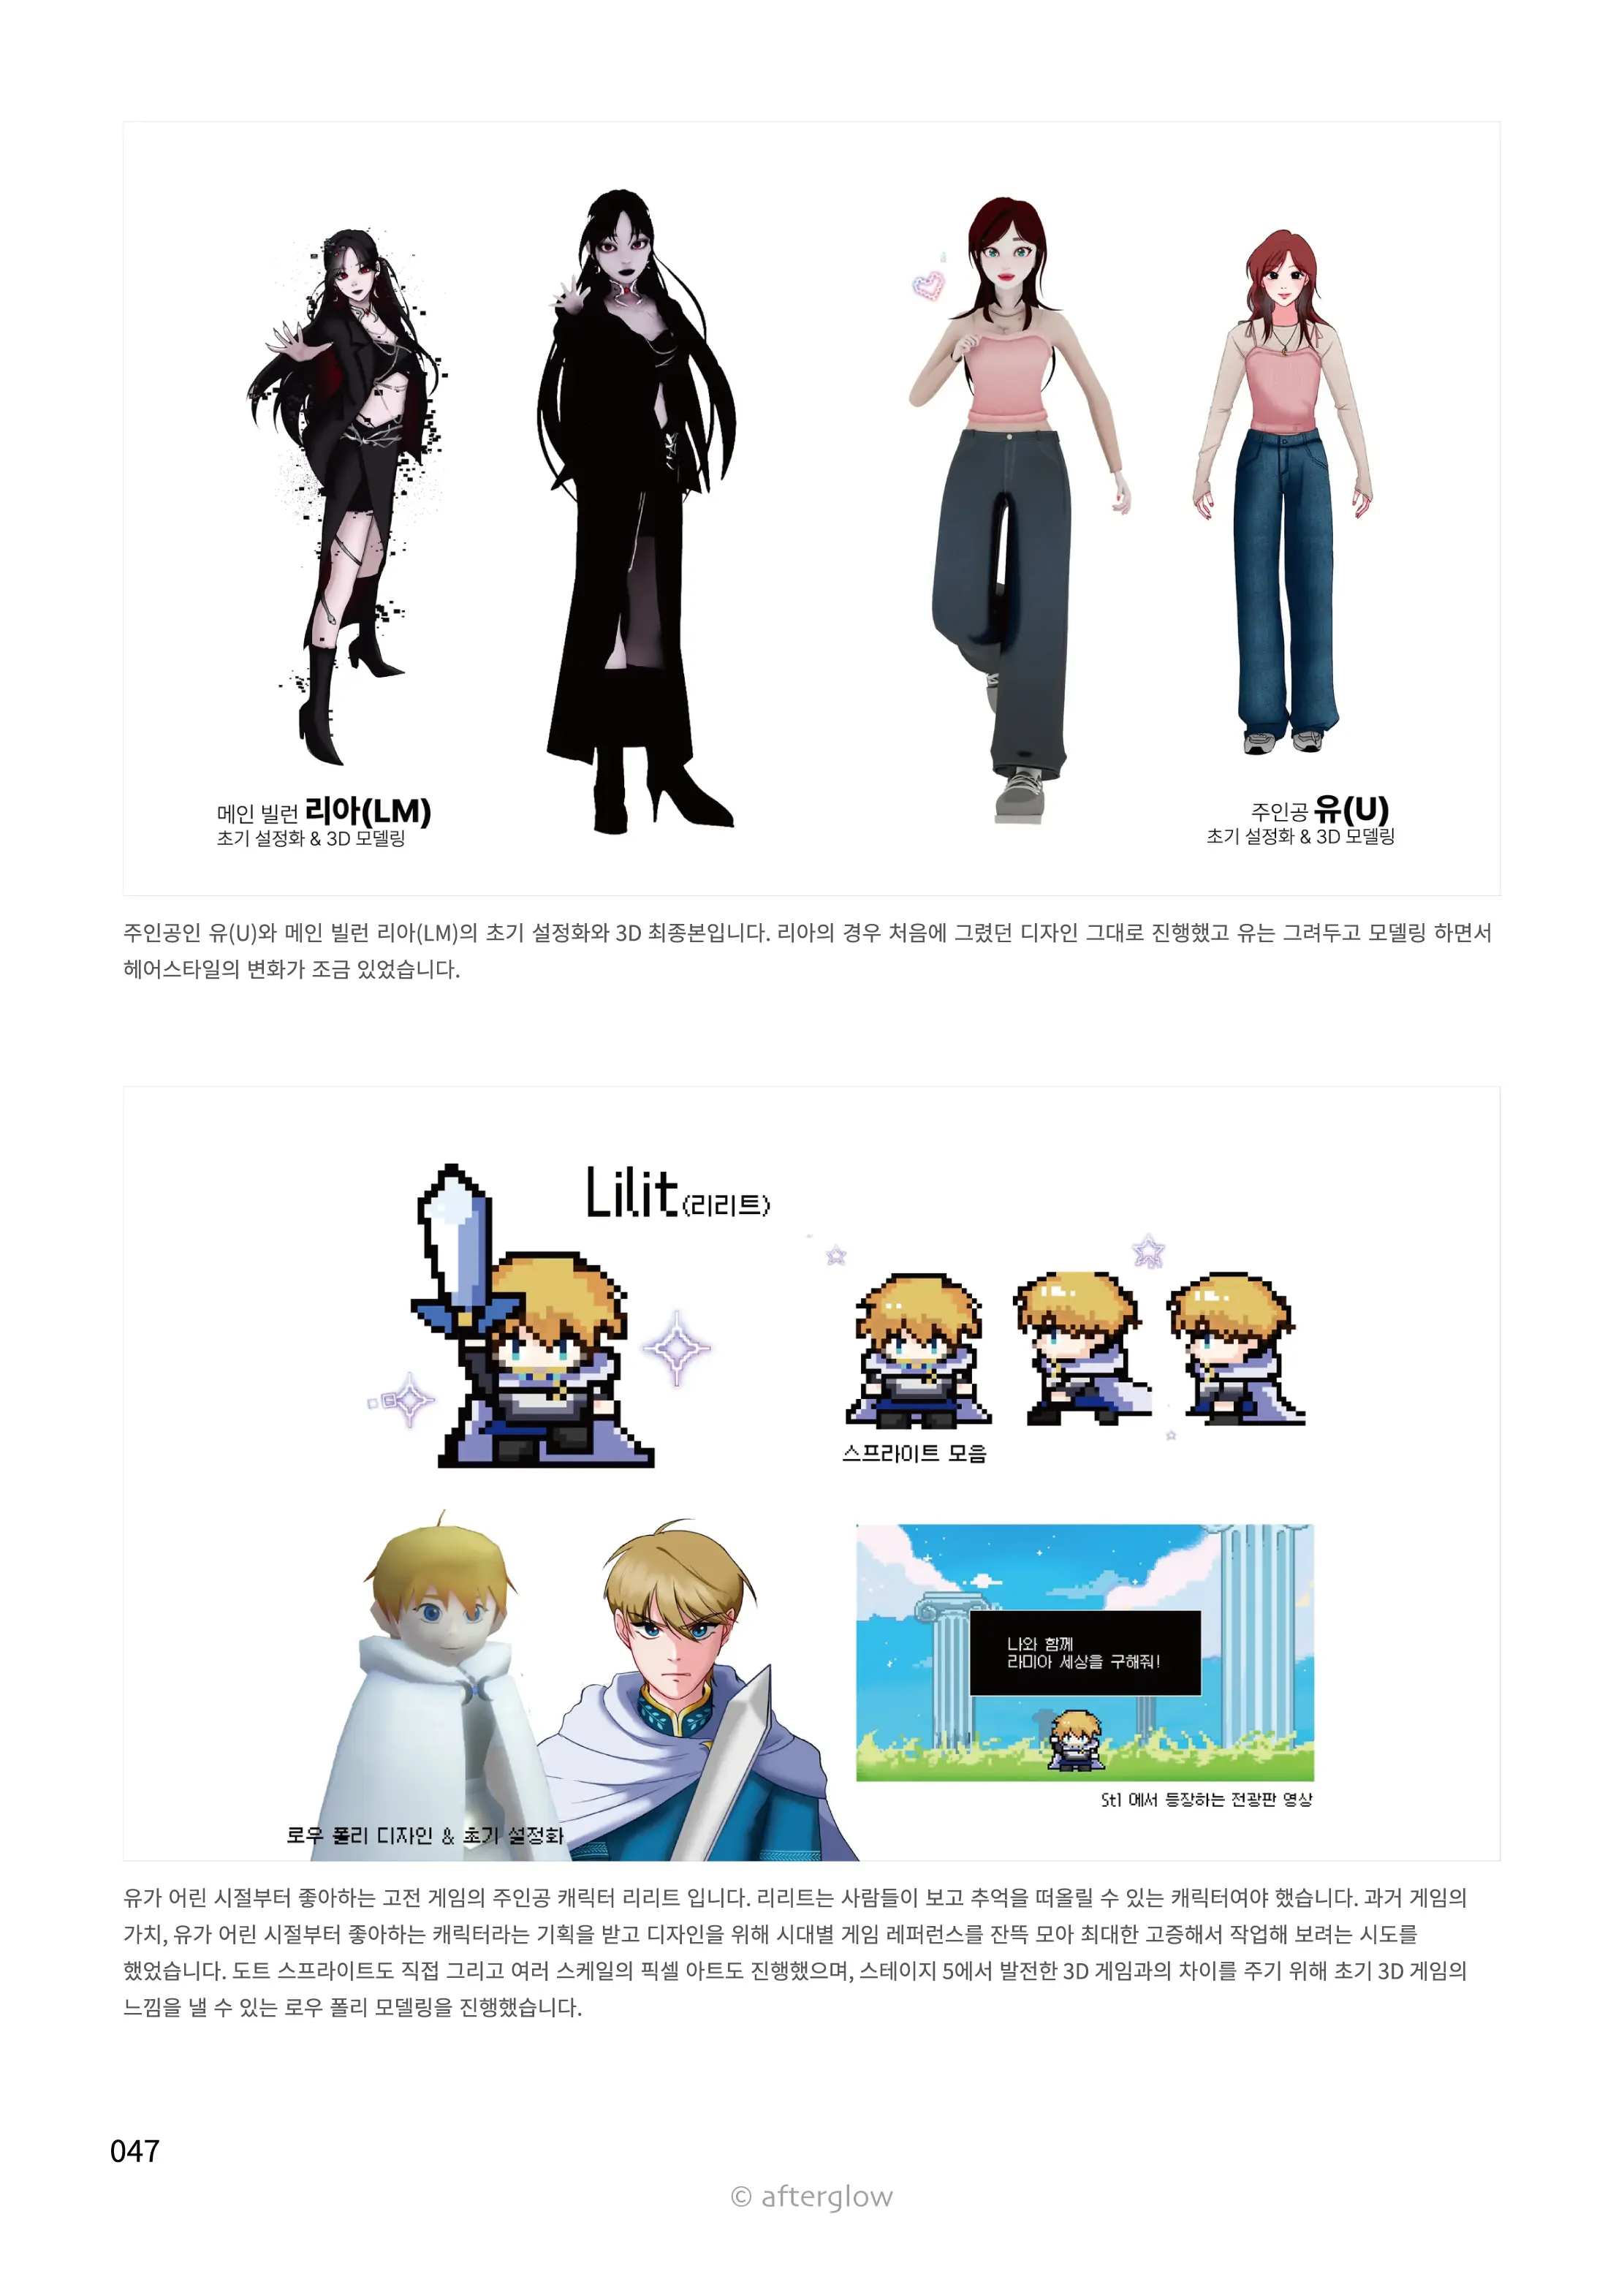 메인 빌런 리아(LM)
초기 설정화 & 3D 모델링
주인공 유(U)
초기 설정화 & 3D 모델링
주인공인 유(U)와 메인 빌런 리아(LM)의 초기 설정화와 3D 최종본입니다. 리아의 경우 처음에 그렸던 디자인 그대로 진행했고 유는 그려두고 모델링 하면서
헤어스타일의 변화가 조금 있었습니다.
Lilit(리리트)
스프라이트 모음
나와 함께
라미아 세상을 구해줘!
St1 에서 등장하는 전광판 영상
로우 폴리 디자인 & 초기 설정화
유가 어린 시절부터 좋아하는 고전 게임의 주인공 캐릭터 리리트 입니다. 리리트는 사람들이 보고 추억을 떠올릴 수 있는 캐릭터여야 했습니다. 과거 게임의
가치, 유가 어린 시절부터 좋아하는 캐릭터라는 기획을 받고 디자인을 위해 시대별 게임 레퍼런스를 잔뜩 모아 최대한 고증해서 작업해 보려는 시도를
했었습니다. 도트 스프라이트도 직접 그리고 여러 스케일의 픽셀 아트도 진행했으며, 스테이지 5에서 발전한 3D 게임과의 차이를 주기 위해 초기 3D 게임의
느낌을 낼 수 있는 로우 폴리 모델링을 진행했습니다.
047
© afterglow